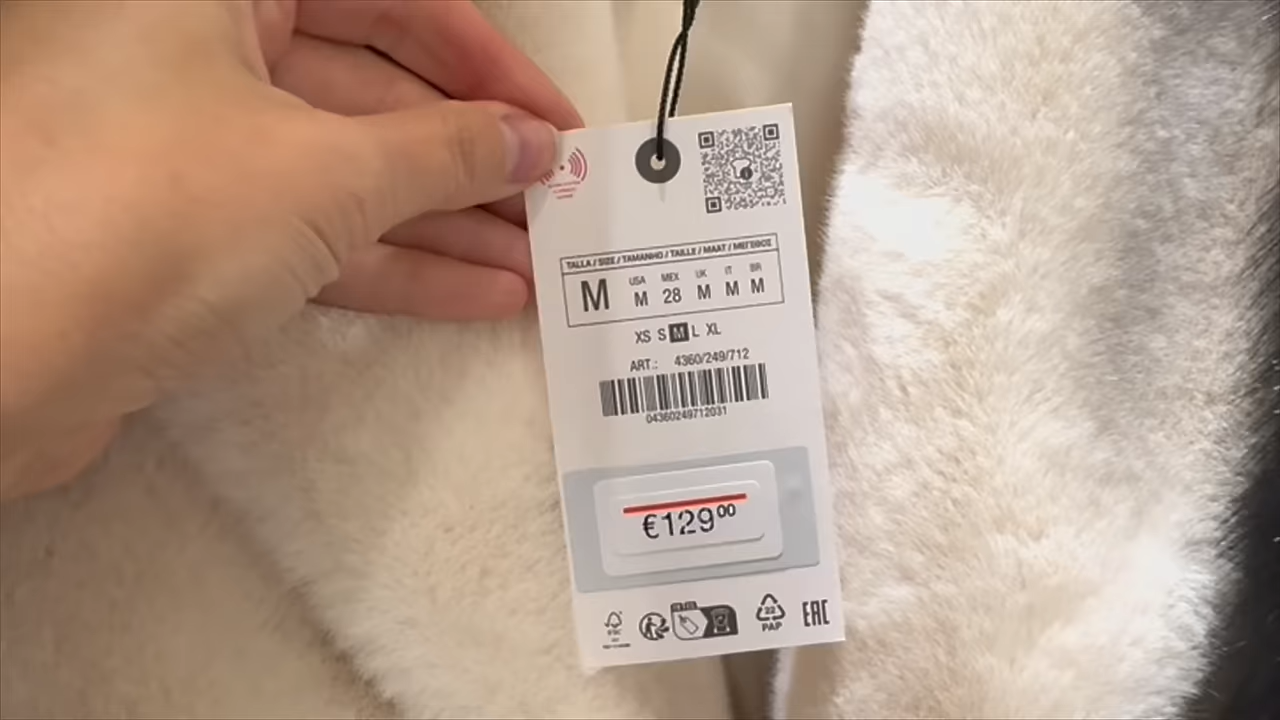 TALLA / SIZE / TAMANHO / TAILLE / MAAT / ΜΕΓΕΘΟΣ
USA MEX UK IT BR
M M 28 M M M
XS S M L XL
ART.: 4360/249/712
04360249712031
€129⁰⁰
FSC
22
PAP
EAC